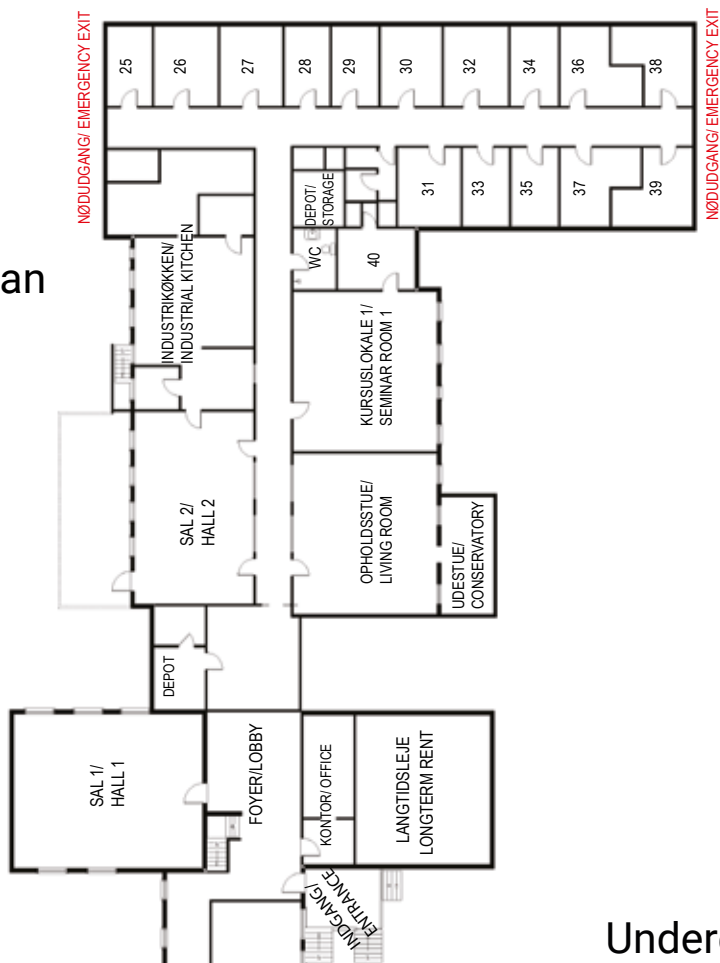 NØDUDGANG/ EMERGENCY EXIT
NØDUDGANG/ EMERGENCY EXIT
25
26
27
28
29
30
32
34
36
38
31
33
35
37
39
DEPOT/
STORAGE
WC
40
an
INDUSTRIKØKKEN/
INDUSTRIAL KITCHEN
KURSUSLOKALE 1/
SEMINAR ROOM 1
SAL 2/
HALL 2
OPHOLDSSTUE/
LIVING ROOM
UDESTUE/
CONSERVATORY
DEPOT
SAL 1/
HALL 1
FOYER/LOBBY
KONTOR/ OFFICE
LANGTIDSLEJE
LONGTERM RENT
INDGANG/
ENTRANCE
Under